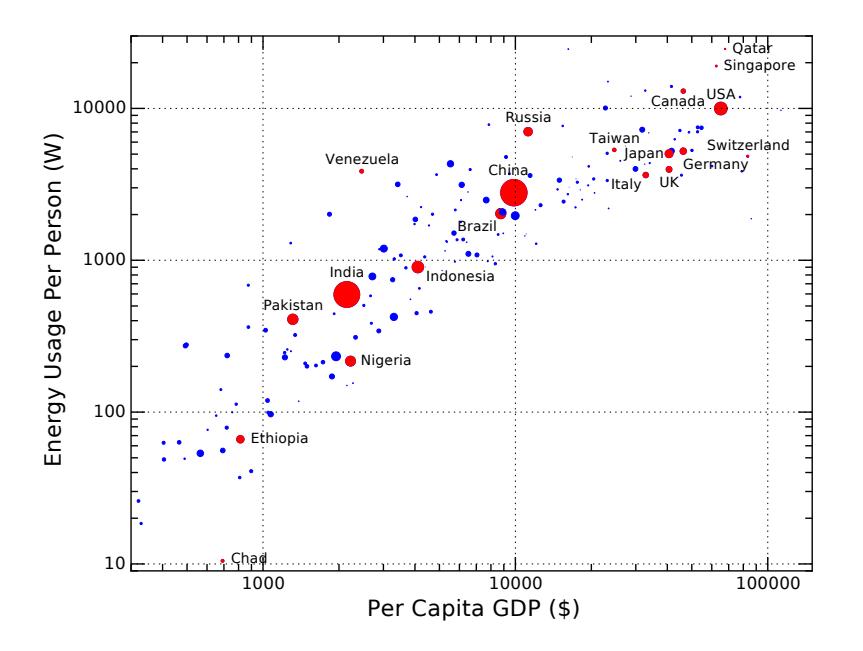 Qatar
Singapore
USA
Canada
10000
Russia
Taiwan
Switzerland
Japan
Germany
Venezuela
China
Italy
UK
Brazil
1000
India
Indonesia
Pakistan
Nigeria
100
Ethiopia
Chad
10
Energy Usage Per Person (W)
1000
10000
100000
Per Capita GDP ($)